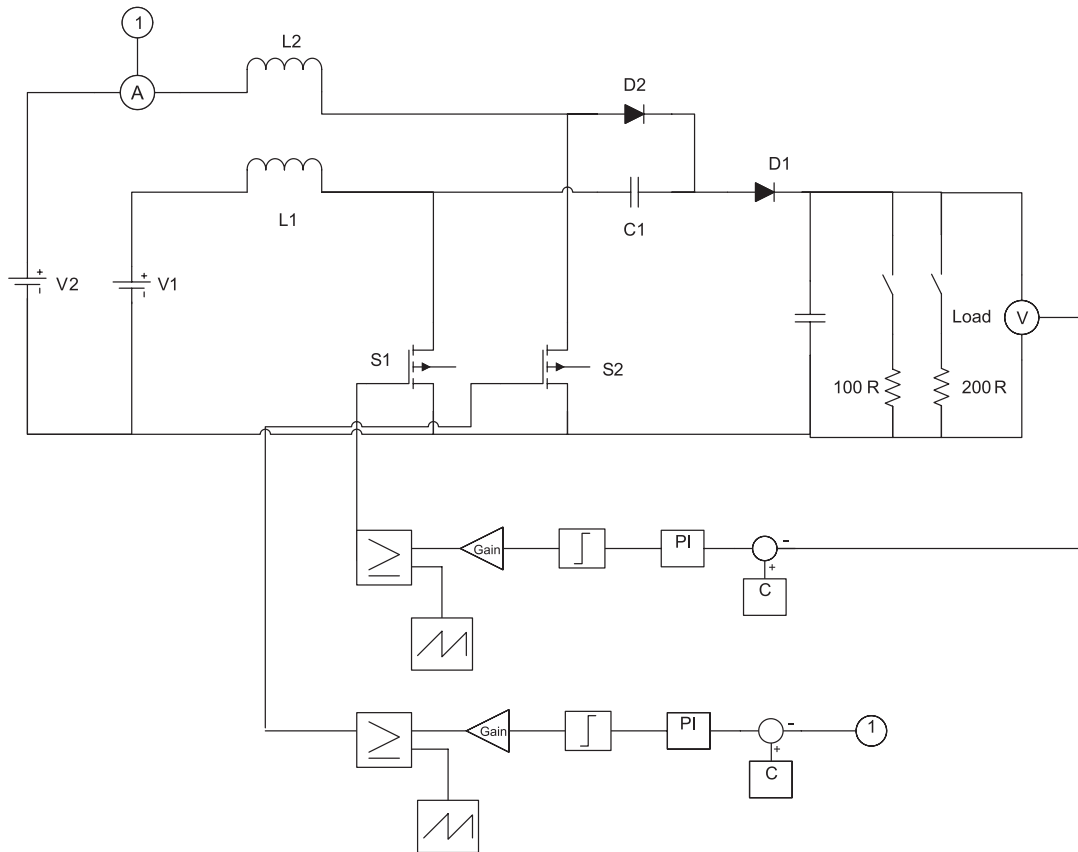 1
L2
A
D2
D1
L1
C1
+
-
V2
+
-
V1
Load
V
S1
S2
100 R
200 R
Gain
PI
-
+
C
Gain
PI
-
1
+
C